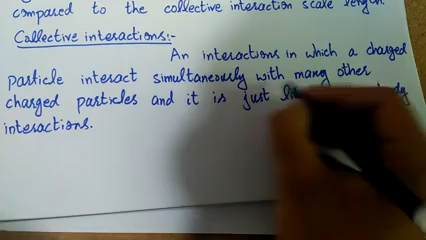 compared to the collective interaction scale length.
Collective interactions:-
An interactions in which a charged
particle interact simultaneously with many other
charged particles and it is just
interactions.